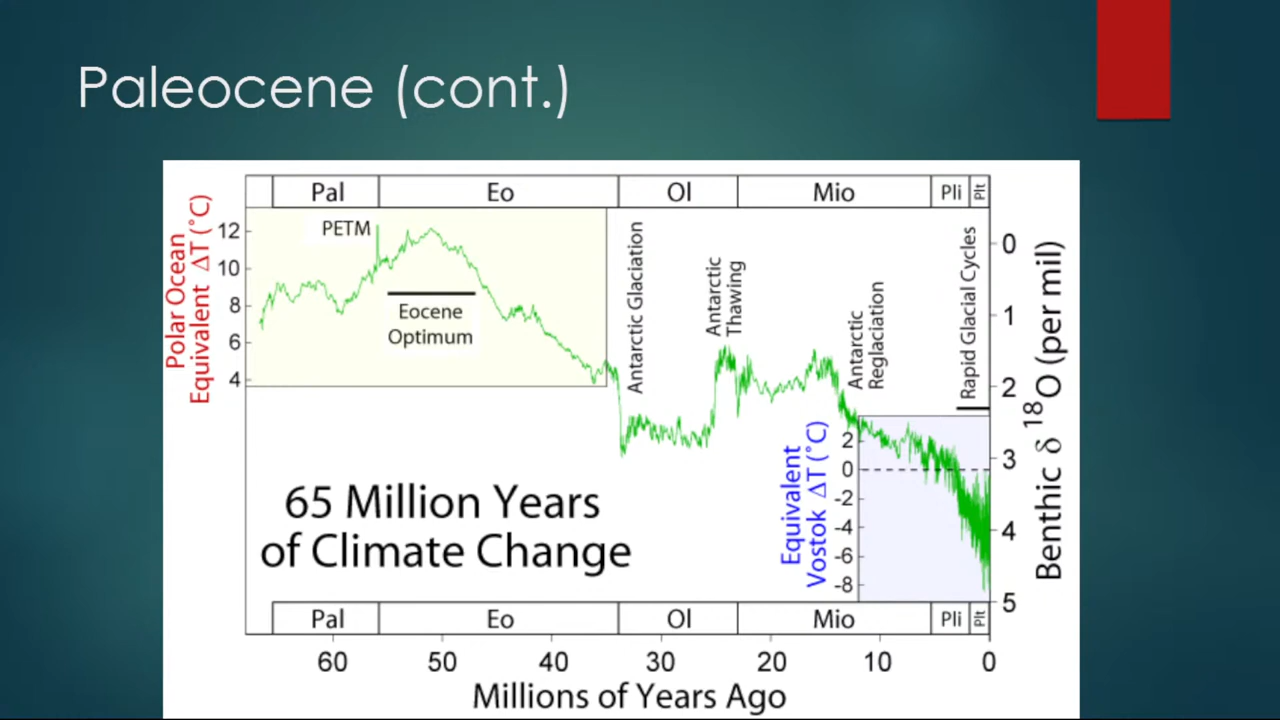 Paleocene (cont.)
Pal Eo Ol Mio Pli Plt
Polar Ocean
Equivalent ΔT (°C)
12
10
8
6
4
PETM
Eocene
Optimum
Antarctic Glaciation
Antarctic
Thawing
Antarctic
Reglaciation
Rapid Glacial Cycles
0
1
2
3
4
5
Benthic δ 18O (per mil)
Equivalent
Vostok ΔT (°C)
2
0
-2
-4
-6
-8
65 Million Years
of Climate Change
Pal Eo Ol Mio Pli Plt
60 50 40 30 20 10 0
Millions of Years Ago